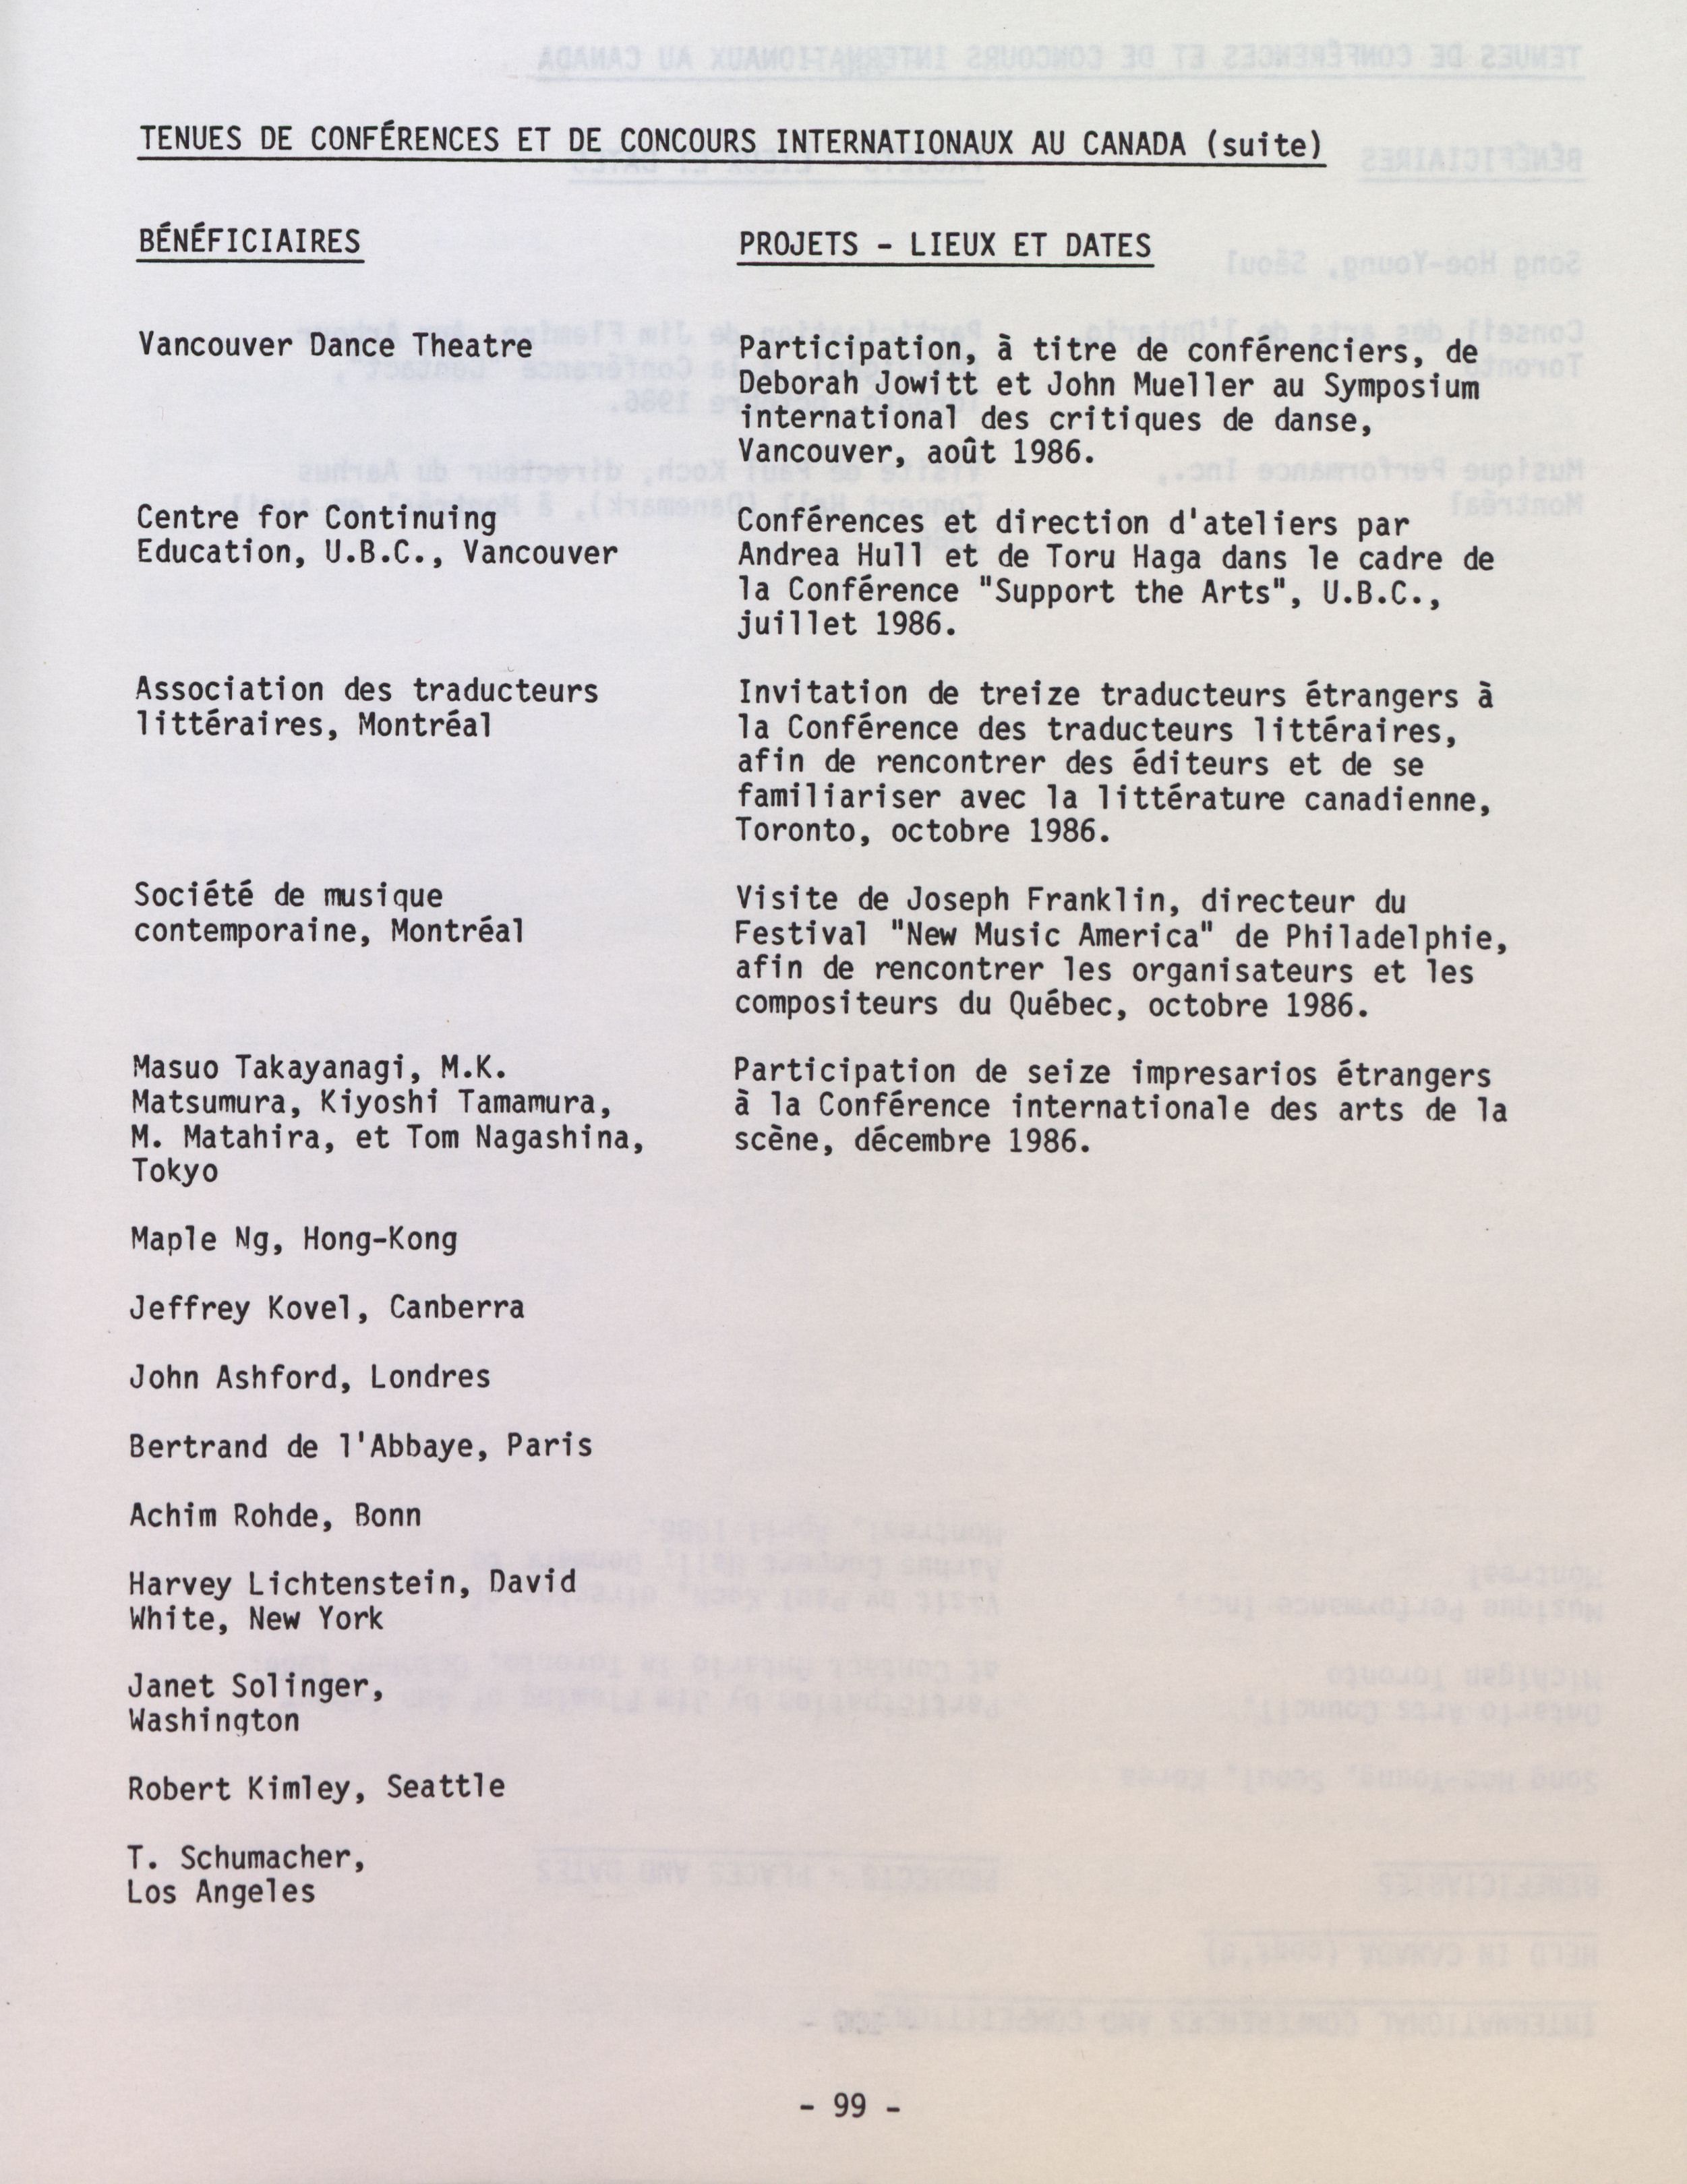 TENUES DE CONFÉRENCES ET DE CONCOURS INTERNATIONAUX AU CANADA (suite)
BÉNÉFICIAIRES
PROJETS - LIEUX ET DATES
Vancouver Dance Theatre
Participation, à titre de conférenciers, de
Deborah Jowitt et John Mueller au Symposium
international des critiques de danse,
Vancouver, août 1986.
Centre for Continuing
Education, U.B.C., Vancouver
Conférences et direction d'ateliers par
Andrea Hull et de Toru Haga dans le cadre de
la Conférence "Support the Arts", U.B.C.,
juillet 1986.
Association des traducteurs
littéraires, Montréal
Invitation de treize traducteurs étrangers à
la Conférence des traducteurs littéraires,
afin de rencontrer des éditeurs et de se
familiariser avec la littérature canadienne,
Toronto, octobre 1986.
Société de musique
contemporaine, Montréal
Visite de Joseph Franklin, directeur du
Festival "New Music America" de Philadelphie,
afin de rencontrer les organisateurs et les
compositeurs du Québec, octobre 1986.
Masuo Takayanagi, M.K.
Matsumura, Kiyoshi Tamamura,
M. Matahira, et Tom Nagashina,
Tokyo
Participation de seize impresarios étrangers
à la Conférence internationale des arts de la
scène, décembre 1986.
Maple Ng, Hong-Kong
Jeffrey Kovel, Canberra
John Ashford, Londres
Bertrand de l'Abbaye, Paris
Achim Rohde, Bonn
Harvey Lichtenstein, David
White, New York
Janet Solinger,
Washington
Robert Kimley, Seattle
T. Schumacher,
Los Angeles
- 99 -